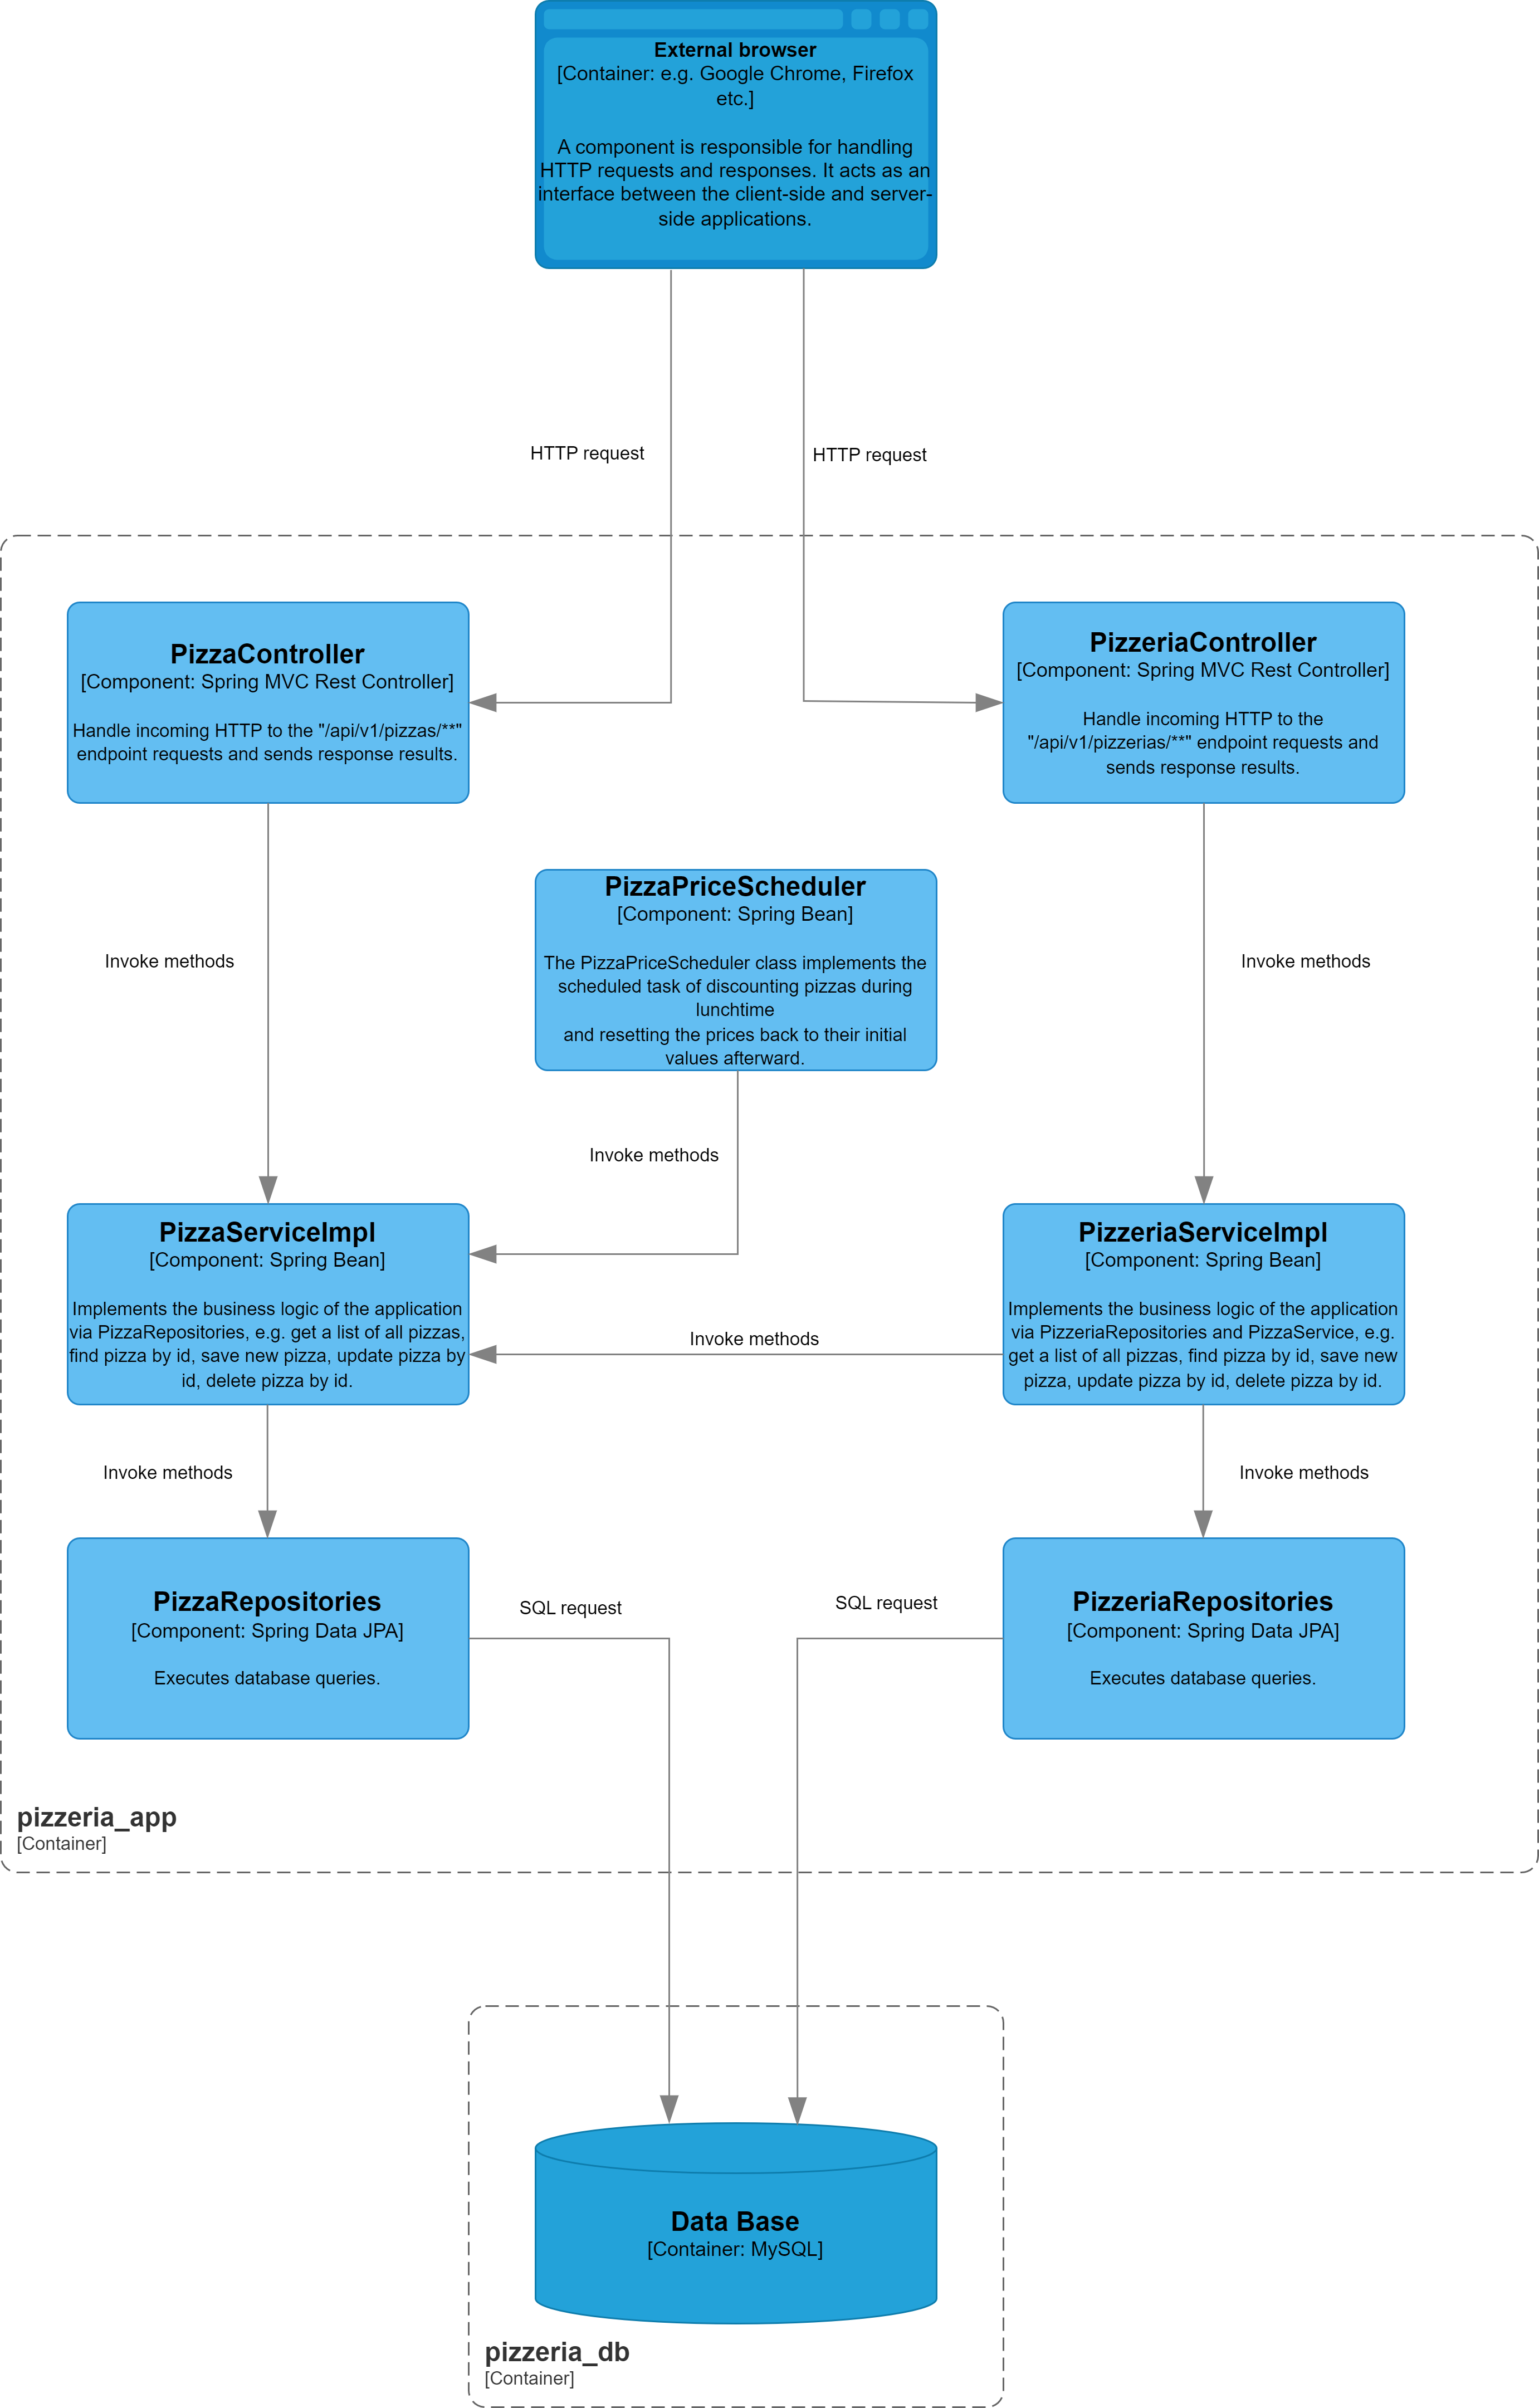 External browser
[Container: e.g. Google Chrome, Firefox
etc.]
A component is responsible for handling
HTTP requests and responses. It acts as an
interface between the client-side and server-
side applications.
HTTP request
HTTP request
PizzaController
[Component: Spring MVC Rest Controller]
Handle incoming HTTP to the "/api/v1/pizzas/**"
endpoint requests and sends response results.
PizzeriaController
[Component: Spring MVC Rest Controller]
Handle incoming HTTP to the
"/api/v1/pizzerias/**" endpoint requests and
sends response results.
PizzaPriceScheduler
[Component: Spring Bean]
The PizzaPriceScheduler class implements the
scheduled task of discounting pizzas during
lunchtime
and resetting the prices back to their initial
values afterward.
Invoke methods
Invoke methods
Invoke methods
PizzaServiceImpl
[Component: Spring Bean]
Implements the business logic of the application
via PizzaRepositories, e.g. get a list of all pizzas,
find pizza by id, save new pizza, update pizza by
id, delete pizza by id.
Invoke methods
PizzeriaServiceImpl
[Component: Spring Bean]
Implements the business logic of the application
via PizzeriaRepositories and PizzaService, e.g.
get a list of all pizzas, find pizza by id, save new
pizza, update pizza by id, delete pizza by id.
Invoke methods
Invoke methods
PizzaRepositories
[Component: Spring Data JPA]
Executes database queries.
SQL request
SQL request
PizzeriaRepositories
[Component: Spring Data JPA]
Executes database queries.
pizzeria_app
[Container]
Data Base
[Container: MySQL]
pizzeria_db
[Container]